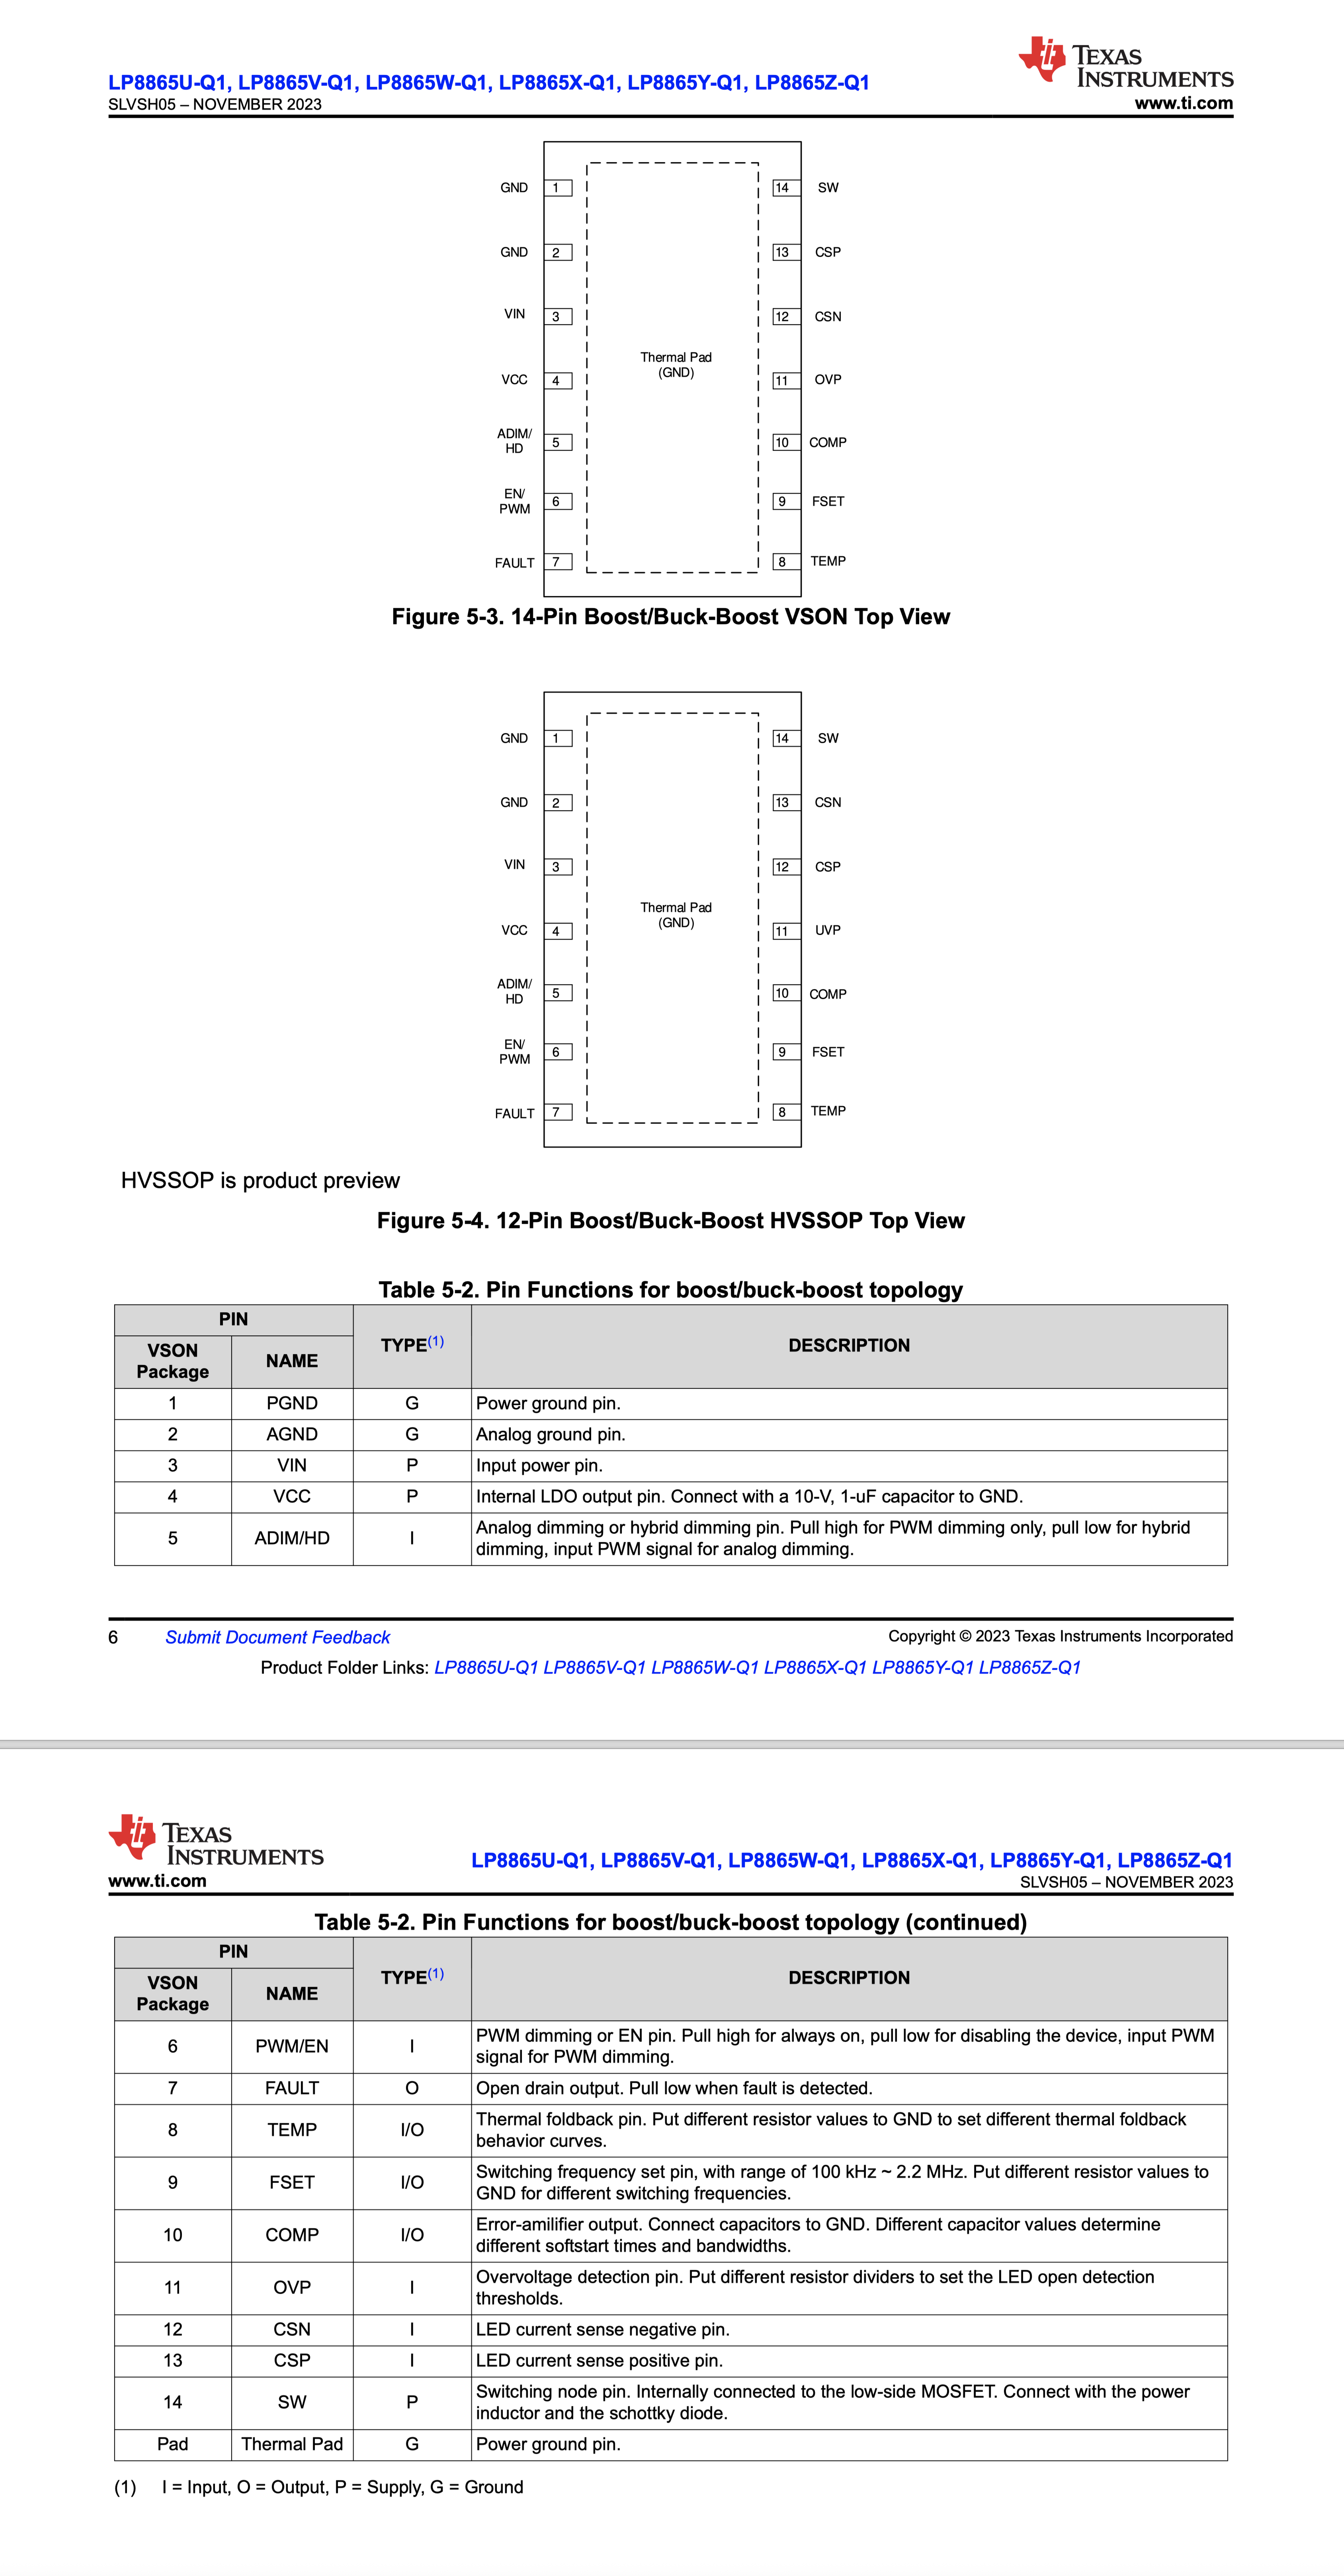 LP8865U-Q1, LP8865V-Q1, LP8865W-Q1, LP8865X-Q1, LP8865Y-Q1, LP8865Z-Q1
SLVSH05 – NOVEMBER 2023
TEXAS
INSTRUMENTS
www.ti.com
GND 1 14 SW
GND 2 13 CSP
VIN 3 12 CSN
Thermal Pad
(GND)
VCC 4 11 OVP
ADIM/
HD 5 10 COMP
EN/
PWM 6 9 FSET
FAULT 7 8 TEMP
Figure 5-3. 14-Pin Boost/Buck-Boost VSON Top View
GND 1 14 SW
GND 2 13 CSN
VIN 3 12 CSP
Thermal Pad
(GND)
VCC 4 11 UVP
ADIM/
HD 5 10 COMP
EN/
PWM 6 9 FSET
FAULT 7 8 TEMP
HVSSOP is product preview
Figure 5-4. 12-Pin Boost/Buck-Boost HVSSOP Top View
Table 5-2. Pin Functions for boost/buck-boost topology
PIN TYPE(1) DESCRIPTION
VSON
Package NAME
1 PGND G Power ground pin.
2 AGND G Analog ground pin.
3 VIN P Input power pin.
4 VCC P Internal LDO output pin. Connect with a 10-V, 1-uF capacitor to GND.
5 ADIM/HD I Analog dimming or hybrid dimming pin. Pull high for PWM dimming only, pull low for hybrid
dimming, input PWM signal for analog dimming.
6 Submit Document Feedback Copyright © 2023 Texas Instruments Incorporated
Product Folder Links: LP8865U-Q1 LP8865V-Q1 LP8865W-Q1 LP8865X-Q1 LP8865Y-Q1 LP8865Z-Q1
TEXAS
INSTRUMENTS
www.ti.com
LP8865U-Q1, LP8865V-Q1, LP8865W-Q1, LP8865X-Q1, LP8865Y-Q1, LP8865Z-Q1
SLVSH05 – NOVEMBER 2023
Table 5-2. Pin Functions for boost/buck-boost topology (continued)
PIN TYPE(1) DESCRIPTION
VSON
Package NAME
6 PWM/EN I PWM dimming or EN pin. Pull high for always on, pull low for disabling the device, input PWM
signal for PWM dimming.
7 FAULT O Open drain output. Pull low when fault is detected.
8 TEMP I/O Thermal foldback pin. Put different resistor values to GND to set different thermal foldback
behavior curves.
9 FSET I/O Switching frequency set pin, with range of 100 kHz ~ 2.2 MHz. Put different resistor values to
GND for different switching frequencies.
10 COMP I/O Error-amilifier output. Connect capacitors to GND. Different capacitor values determine
different softstart times and bandwidths.
11 OVP I Overvoltage detection pin. Put different resistor dividers to set the LED open detection
thresholds.
12 CSN I LED current sense negative pin.
13 CSP I LED current sense positive pin.
14 SW P Switching node pin. Internally connected to the low-side MOSFET. Connect with the power
inductor and the schottky diode.
Pad Thermal Pad G Power ground pin.
(1) I = Input, O = Output, P = Supply, G = Ground